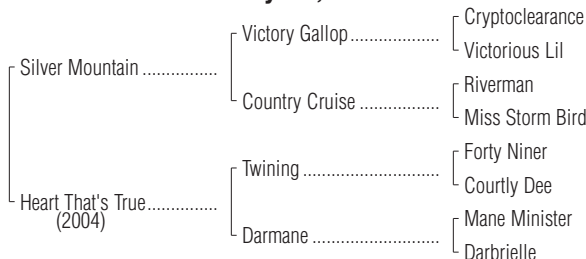 Cryptoclearance
Victory Gallop
Victorious Lil
Silver Mountain
Riverman
Country Cruise
Miss Storm Bird
Forty Niner
Twining
Courtly Dee
Heart That's True
(2004)
Mane Minister
Darmane
Darbrielle